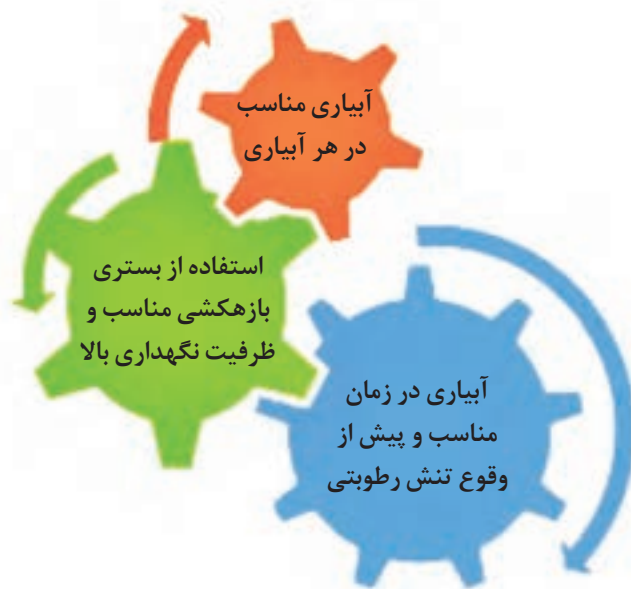 آبیاری مناسب
در هر آبیاری
استفاده از بستری
بازهکشی مناسب و
ظرفیت نگهداری بالا
آبیاری در زمان
مناسب و پیش از
وقوع تنش رطوبتی